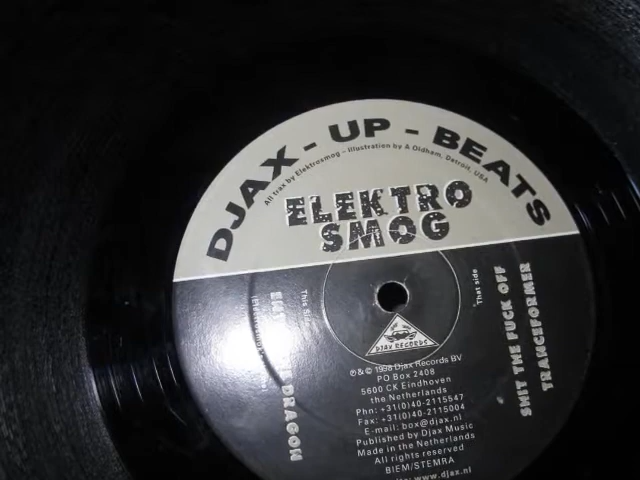 DJAX - UP - BEATS
All trax by Elektrosmog - Illustration by A Oldham, Detroit, USA
ELEKTRO
SMOG
This
DRAGON
That side
SHIT THE FUCK OFF
TRANCEFORMER
DJAX RECORDS
℗ & © 1998 Djax Records BV
PO Box 2408
5600 CK Eindhoven
the Netherlands
Phn: +31(0)40-2115547
Fax: +31(0)40-2115004
E-mail: box@djax.nl
Published by Djax Music
Made in the Netherlands
All rights reserved
BIEM/STEMRA
www.djax.nl